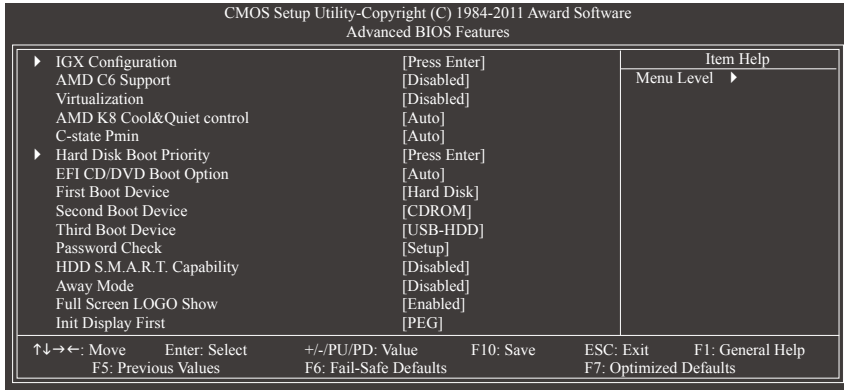 CMOS Setup Utility-Copyright (C) 1984-2011 Award Software
Advanced BIOS Features
IGX Configuration [Press Enter]
AMD C6 Support [Disabled]
Virtualization [Disabled]
AMD K8 Cool&Quiet control [Auto]
C-state Pmin [Auto]
Hard Disk Boot Priority [Press Enter]
EFI CD/DVD Boot Option [Auto]
First Boot Device [Hard Disk]
Second Boot Device [CDROM]
Third Boot Device [USB-HDD]
Password Check [Setup]
HDD S.M.A.R.T. Capability [Disabled]
Away Mode [Disabled]
Full Screen LOGO Show [Enabled]
Init Display First [PEG]
Item Help
Menu Level
↑↓→←: Move Enter: Select +/-/PU/PD: Value F10: Save ESC: Exit F1: General Help
F5: Previous Values F6: Fail-Safe Defaults F7: Optimized Defaults